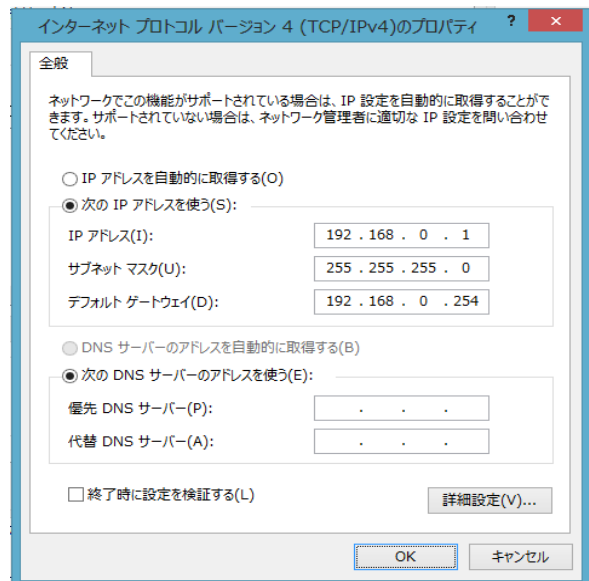 インターネット プロトコル バージョン 4 (TCP/IPv4)のプロパティ ?
全般
ネットワークでこの機能がサポートされている場合は、IP 設定を自動的に取得することがで
きます。サポートされていない場合は、ネットワーク管理者に適切な IP 設定を問い合わせ
てください。
IP アドレスを自動的に取得する(O)
次の IP アドレスを使う(S):
IP アドレス(I): 192 . 168 . 0 . 1
サブネット マスク(U): 255 . 255 . 255 . 0
デフォルト ゲートウェイ(D): 192 . 168 . 0 . 254
DNS サーバーのアドレスを自動的に取得する(B)
次の DNS サーバーのアドレスを使う(E):
優先 DNS サーバー(P): . . .
代替 DNS サーバー(A): . . .
終了時に設定を検証する(L)
詳細設定(V)...
OK キャンセル